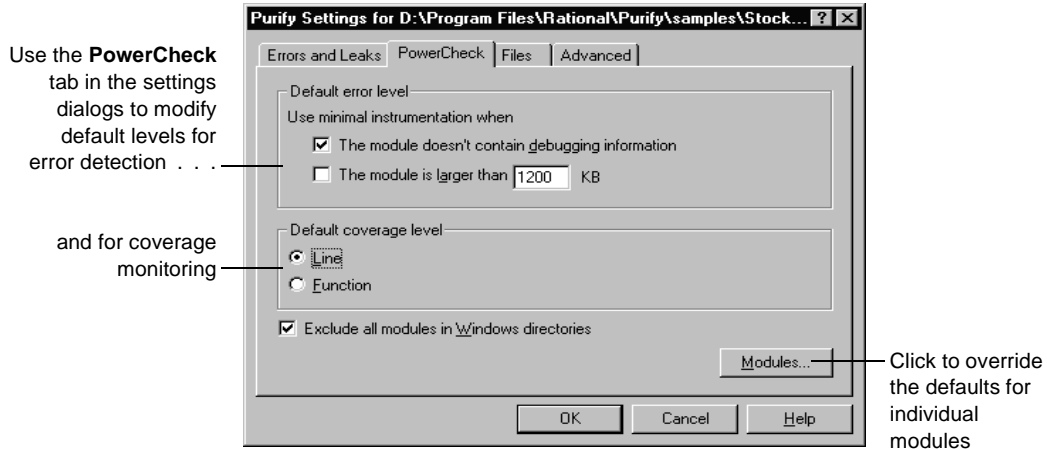 Purify Settings for D:\Program Files\Rational\Purify\samples\Stock...
Errors and Leaks PowerCheck Files Advanced
Use the PowerCheck
tab in the settings
dialogs to modify
default levels for
error detection . . .
Default error level
Use minimal instrumentation when
The module doesn't contain debugging information
The module is larger than 1200 KB
and for coverage
monitoring
Default coverage level
Line
Function
Exclude all modules in Windows directories
Modules...
Click to override
the defaults for
individual
modules
OK Cancel Help